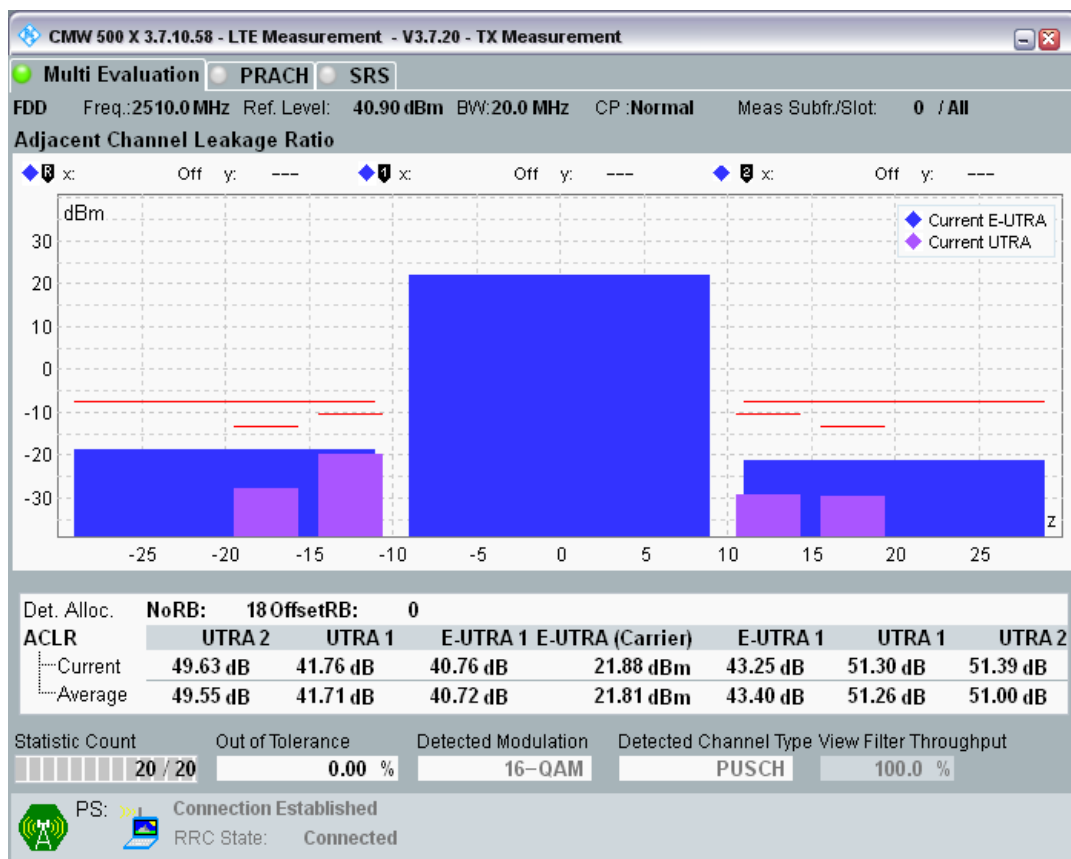 CMW 500 X 3.7.10.58 - LTE Measurement - V3.7.20 - TX Measurement
Multi Evaluation PRACH SRS
FDD Freq.:2510.0 MHz Ref. Level: 40.90 dBm BW:20.0 MHz CP :Normal Meas Subfr./Slot: 0 / All
Adjacent Channel Leakage Ratio
R x: Off y: --- 1 x: Off y: --- 2 x: Off y: ---
dBm
Current E-UTRA
Current UTRA
30
20
10
0
-10
-20
-30
z
-25 -20 -15 -10 -5 0 5 10 15 20 25
Det. Alloc. NoRB: 18 OffsetRB: 0
ACLR UTRA 2 UTRA 1 E-UTRA 1 E-UTRA (Carrier) E-UTRA 1 UTRA 1 UTRA 2
Current 49.63 dB 41.76 dB 40.76 dB 21.88 dBm 43.25 dB 51.30 dB 51.39 dB
Average 49.55 dB 41.71 dB 40.72 dB 21.81 dBm 43.40 dB 51.26 dB 51.00 dB
Statistic Count Out of Tolerance Detected Modulation Detected Channel Type View Filter Throughput
20 / 20 0.00 % 16-QAM PUSCH 100.0 %
PS: Connection Established
RRC State: Connected